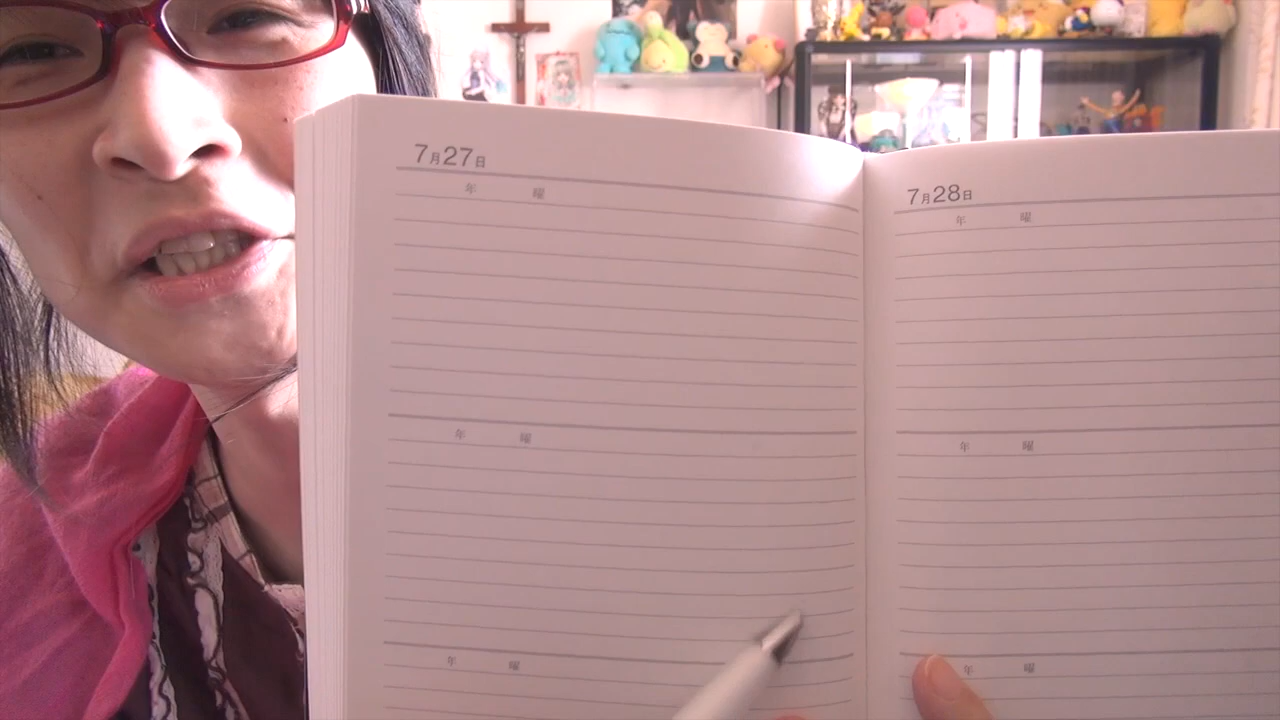 7月27日
年 曜
年 曜
年 曜
7月28日
年 曜
年 曜
年 曜